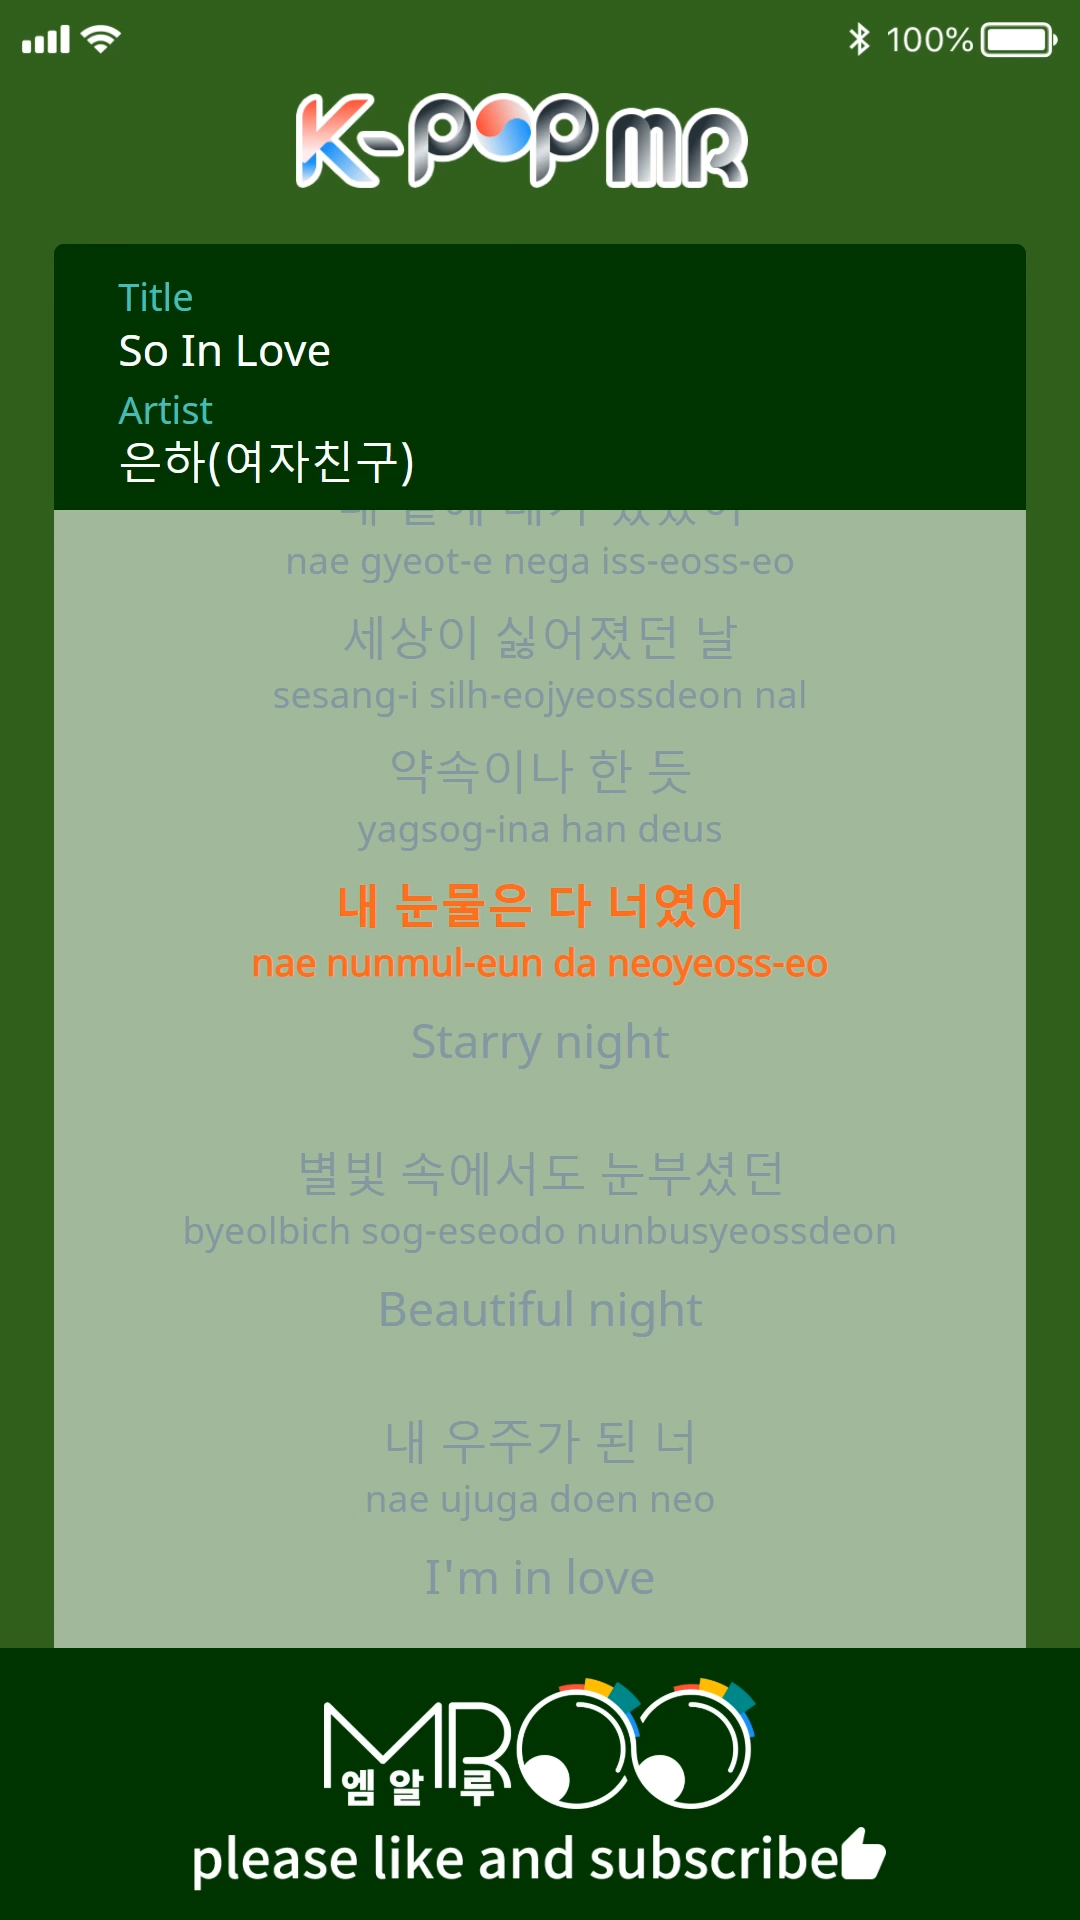 100%
K-POP MR
Title
So In Love
Artist
은하(여자친구)
nae gyeot-e nega iss-eoss-eo
세상이 싫어졌던 날
sesang-i silh-eojyeossdeon nal
약속이나 한 듯
yagsog-ina han deus
내 눈물은 다 너였어
nae nunmul-eun da neoyeoss-eo
Starry night
별빛 속에서도 눈부셨던
byeolbich sog-eseodo nunbusyeossdeon
Beautiful night
내 우주가 된 너
nae ujuga doen neo
I'm in love
MROO
엠 알 루
please like and subscribe